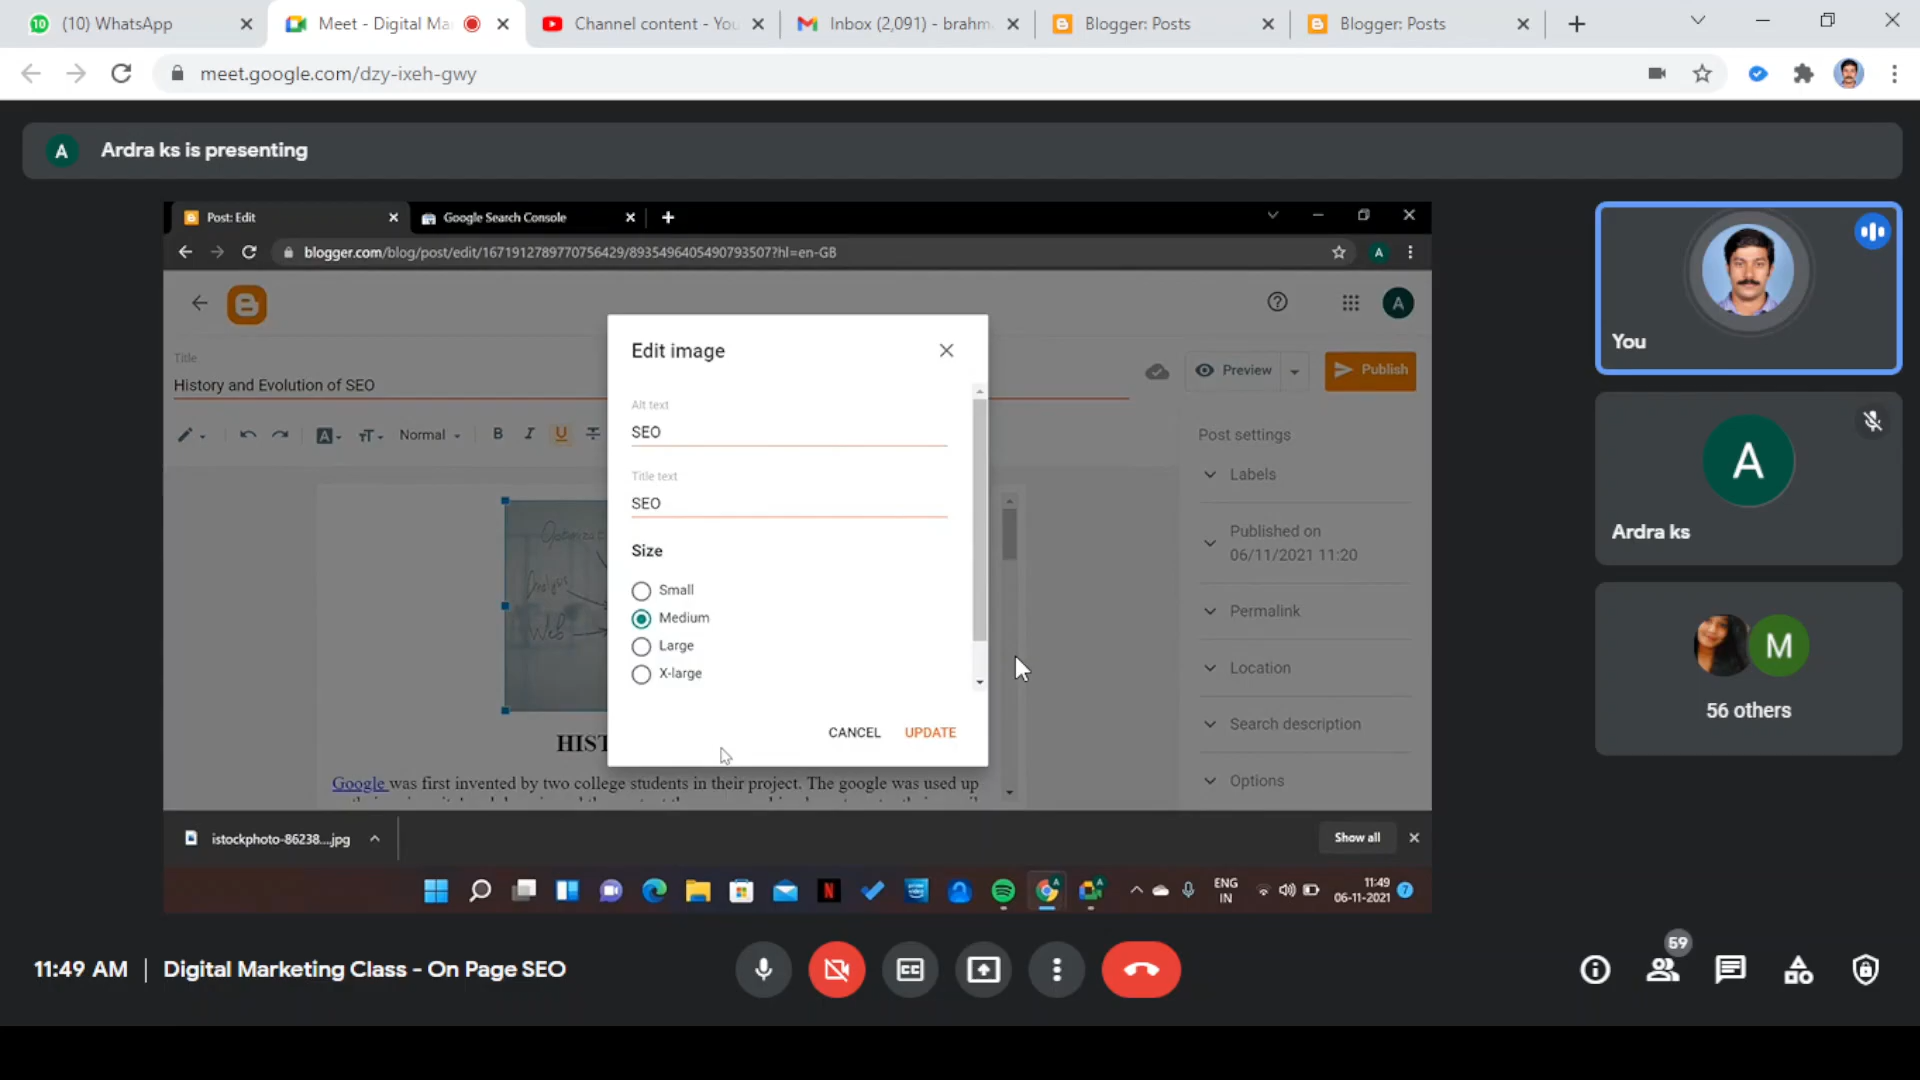 (10) WhatsApp
Meet - Digital Ma
Channel content - You
Inbox (2,091) - brahm
Blogger: Posts
Blogger: Posts
meet.google.com/dzy-ixeh-gwy
A
Ardra ks is presenting
Post: Edit
Google Search Console
blogger.com/blog/post/edit/1671912789770756429/8935496405490793507?hl=en-GB
A
A
Title
History and Evolution of SEO
Preview
Publish
Normal
B
I
U
Edit image
Alt text
SEO
Title text
SEO
Size
Small
Medium
Large
X-large
CANCEL
UPDATE
Design
Web
HIST
Google was first invented by two college students in their project. The google was used up
Post settings
Labels
Published on
06/11/2021 11:20
Permalink
Location
Search description
Options
istockphoto-86238....jpg
Show all
ENG
IN
11:49
06-11-2021
7
You
A
Ardra ks
M
56 others
11:49 AM
Digital Marketing Class - On Page SEO
CC
59